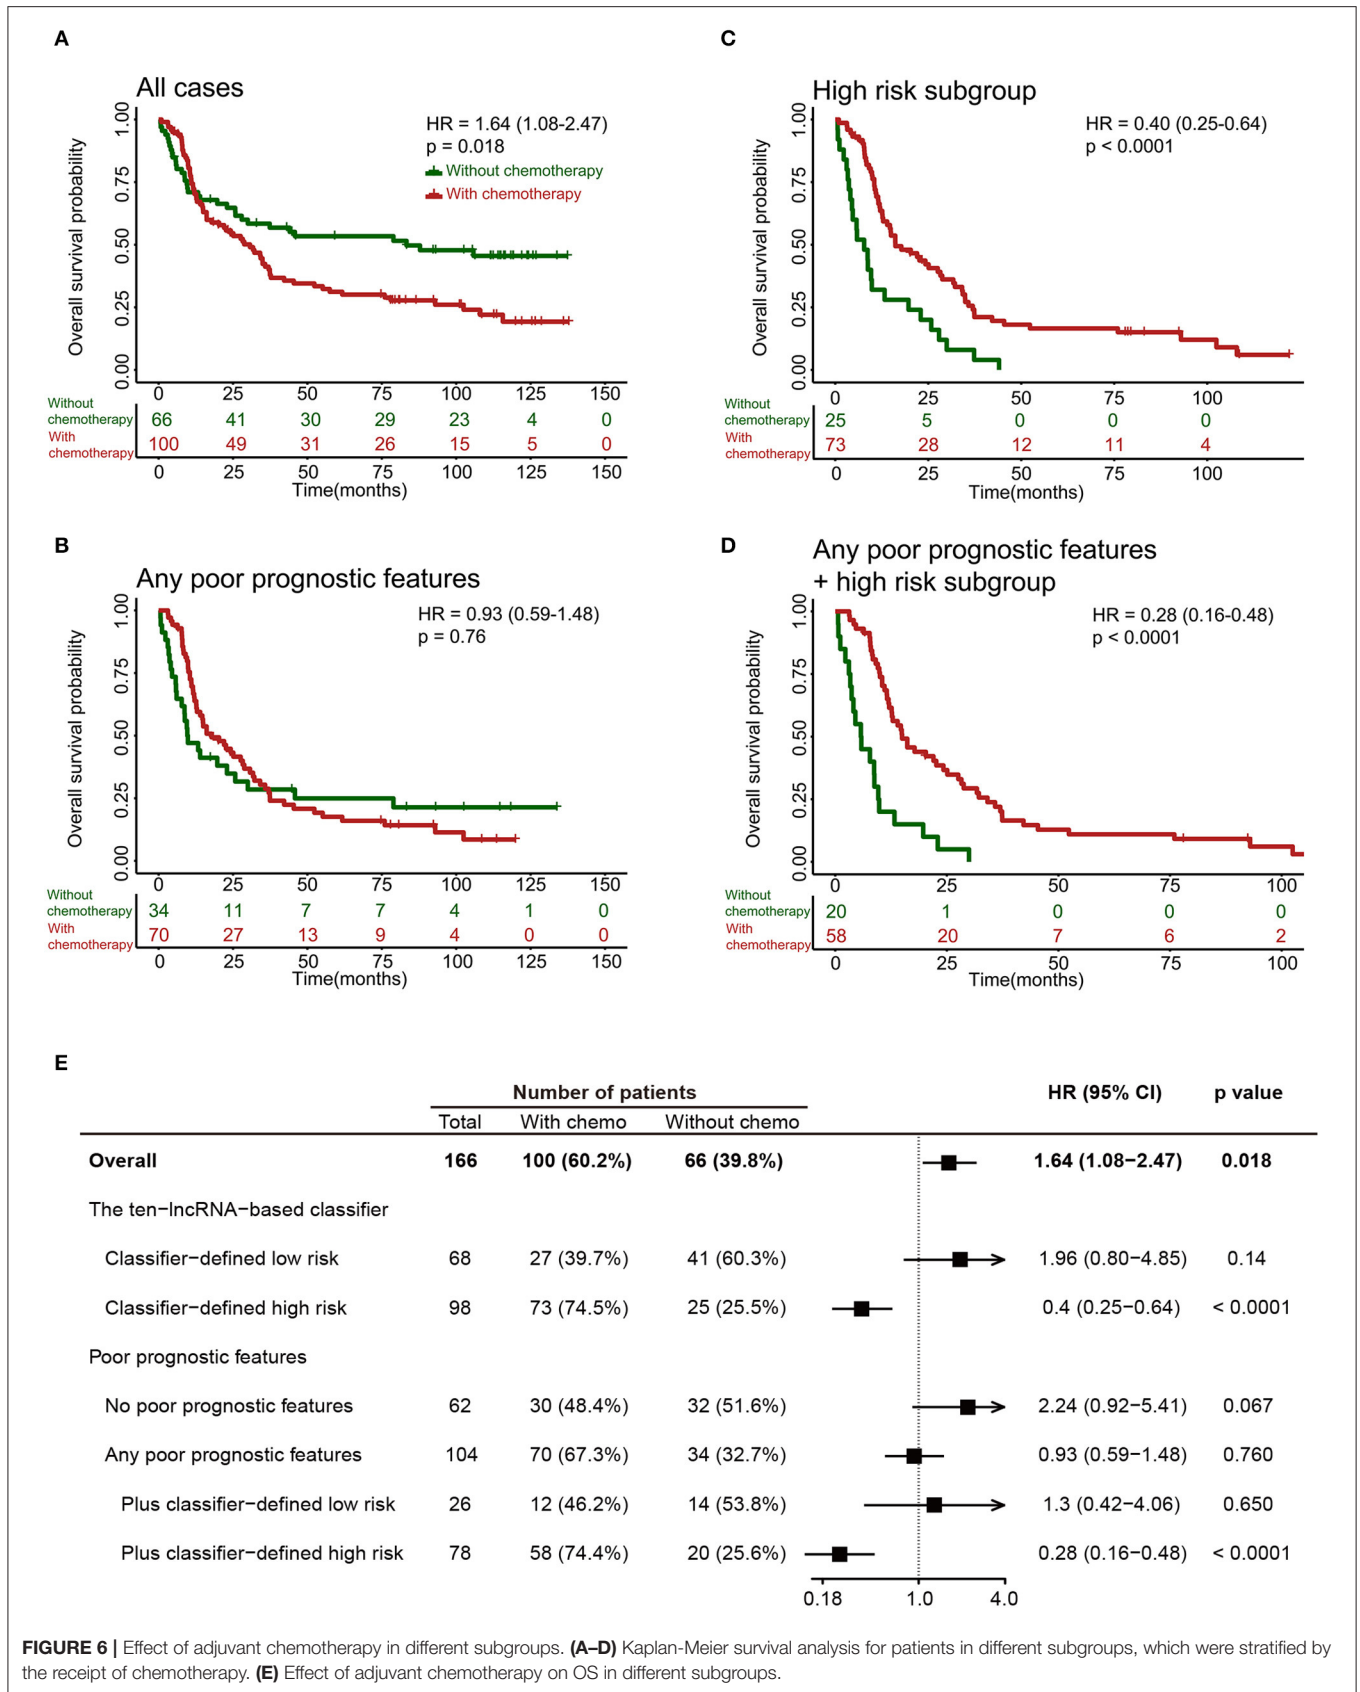 A
All cases
HR = 1.64 (1.08-2.47)
p = 0.018
Without chemotherapy
With chemotherapy
Overall survival probability
1.00
0.75
0.50
0.25
0.00
0 25 50 75 100 125 150
Without
chemotherapy 66 41 30 29 23 4 0
With
chemotherapy 100 49 31 26 15 5 0
0 25 50 75 100 125 150
Time(months)
C
High risk subgroup
HR = 0.40 (0.25-0.64)
p < 0.0001
Overall survival probability
1.00
0.75
0.50
0.25
0.00
0 25 50 75 100
Without
chemotherapy 25 5 0 0 0
With
chemotherapy 73 28 12 11 4
0 25 50 75 100
Time(months)
B
Any poor prognostic features
HR = 0.93 (0.59-1.48)
p = 0.76
Overall survival probability
1.00
0.75
0.50
0.25
0.00
0 25 50 75 100 125 150
Without
chemotherapy 34 11 7 7 4 1 0
With
chemotherapy 70 27 13 9 4 0 0
0 25 50 75 100 125 150
Time(months)
D
Any poor prognostic features
+ high risk subgroup
HR = 0.28 (0.16-0.48)
p < 0.0001
Overall survival probability
1.00
0.75
0.50
0.25
0.00
0 25 50 75 100
Without
chemotherapy 20 1 0 0 0
With
chemotherapy 58 20 7 6 2
0 25 50 75 100
Time(months)
E
Number of patients HR (95% CI) p value
Total With chemo Without chemo
Overall 166 100 (60.2%) 66 (39.8%) 1.64 (1.08−2.47) 0.018
The ten−lncRNA−based classifier
Classifier−defined low risk 68 27 (39.7%) 41 (60.3%) 1.96 (0.80−4.85) 0.14
Classifier−defined high risk 98 73 (74.5%) 25 (25.5%) 0.4 (0.25−0.64) < 0.0001
Poor prognostic features
No poor prognostic features 62 30 (48.4%) 32 (51.6%) 2.24 (0.92−5.41) 0.067
Any poor prognostic features 104 70 (67.3%) 34 (32.7%) 0.93 (0.59−1.48) 0.760
Plus classifier−defined low risk 26 12 (46.2%) 14 (53.8%) 1.3 (0.42−4.06) 0.650
Plus classifier−defined high risk 78 58 (74.4%) 20 (25.6%) 0.28 (0.16−0.48) < 0.0001
0.18 1.0 4.0
FIGURE 6 | Effect of adjuvant chemotherapy in different subgroups. (A–D) Kaplan-Meier survival analysis for patients in different subgroups, which were stratified by
the receipt of chemotherapy. (E) Effect of adjuvant chemotherapy on OS in different subgroups.